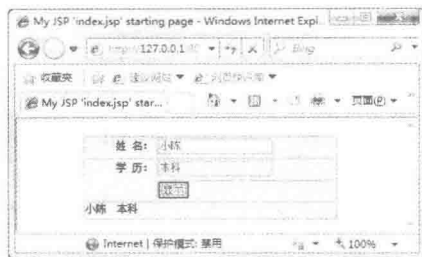 My JSP 'index.jsp' starting page - Windows Internet Expl...
127.0.0.1
Bing
收藏夹
My JSP 'index.jsp' star...
页面(P)
姓 名: 小陈
学 历: 本科
小陈 本科
Internet | 保护模式: 禁用
100%